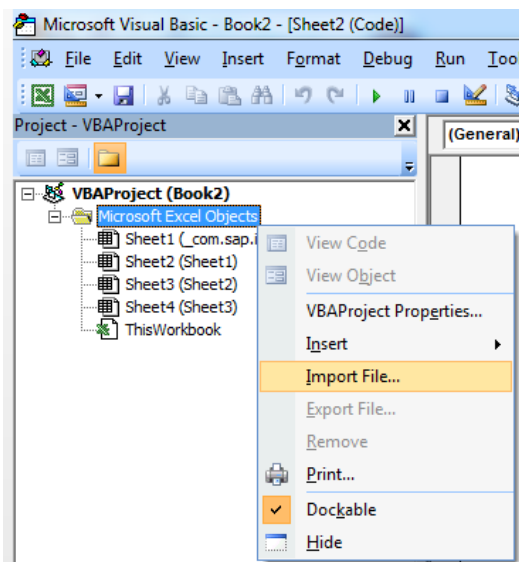 Microsoft Visual Basic - Book2 - [Sheet2 (Code)]
File Edit View Insert Format Debug Run Tool
Project - VBAProject
(General)
VBAProject (Book2)
Microsoft Excel Objects
Sheet1 (_com.sap.i
Sheet2 (Sheet1)
Sheet3 (Sheet2)
Sheet4 (Sheet3)
ThisWorkbook
View Code
View Object
VBAProject Properties...
Insert
Import File...
Export File...
Remove
Print...
Dockable
Hide